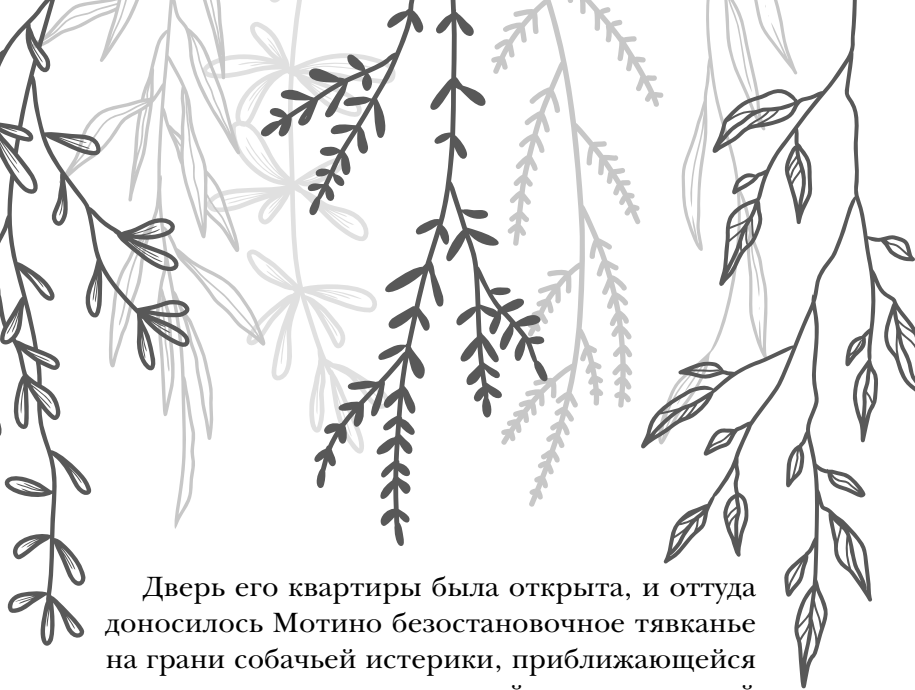 Дверь его квартиры была открыта, и оттуда
доносилось Мотино безостановочное тявканье
на грани собачьей истерики, приближающейся